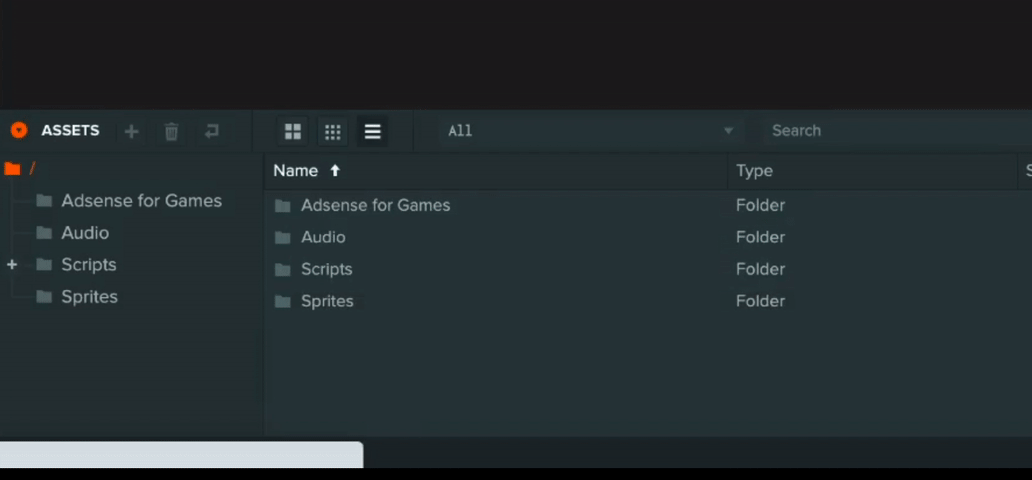 ASSETS All Search
/
Name Type S
Adsense for Games
Audio
Scripts
Sprites
Adsense for Games Folder
Audio Folder
Scripts Folder
Sprites Folder